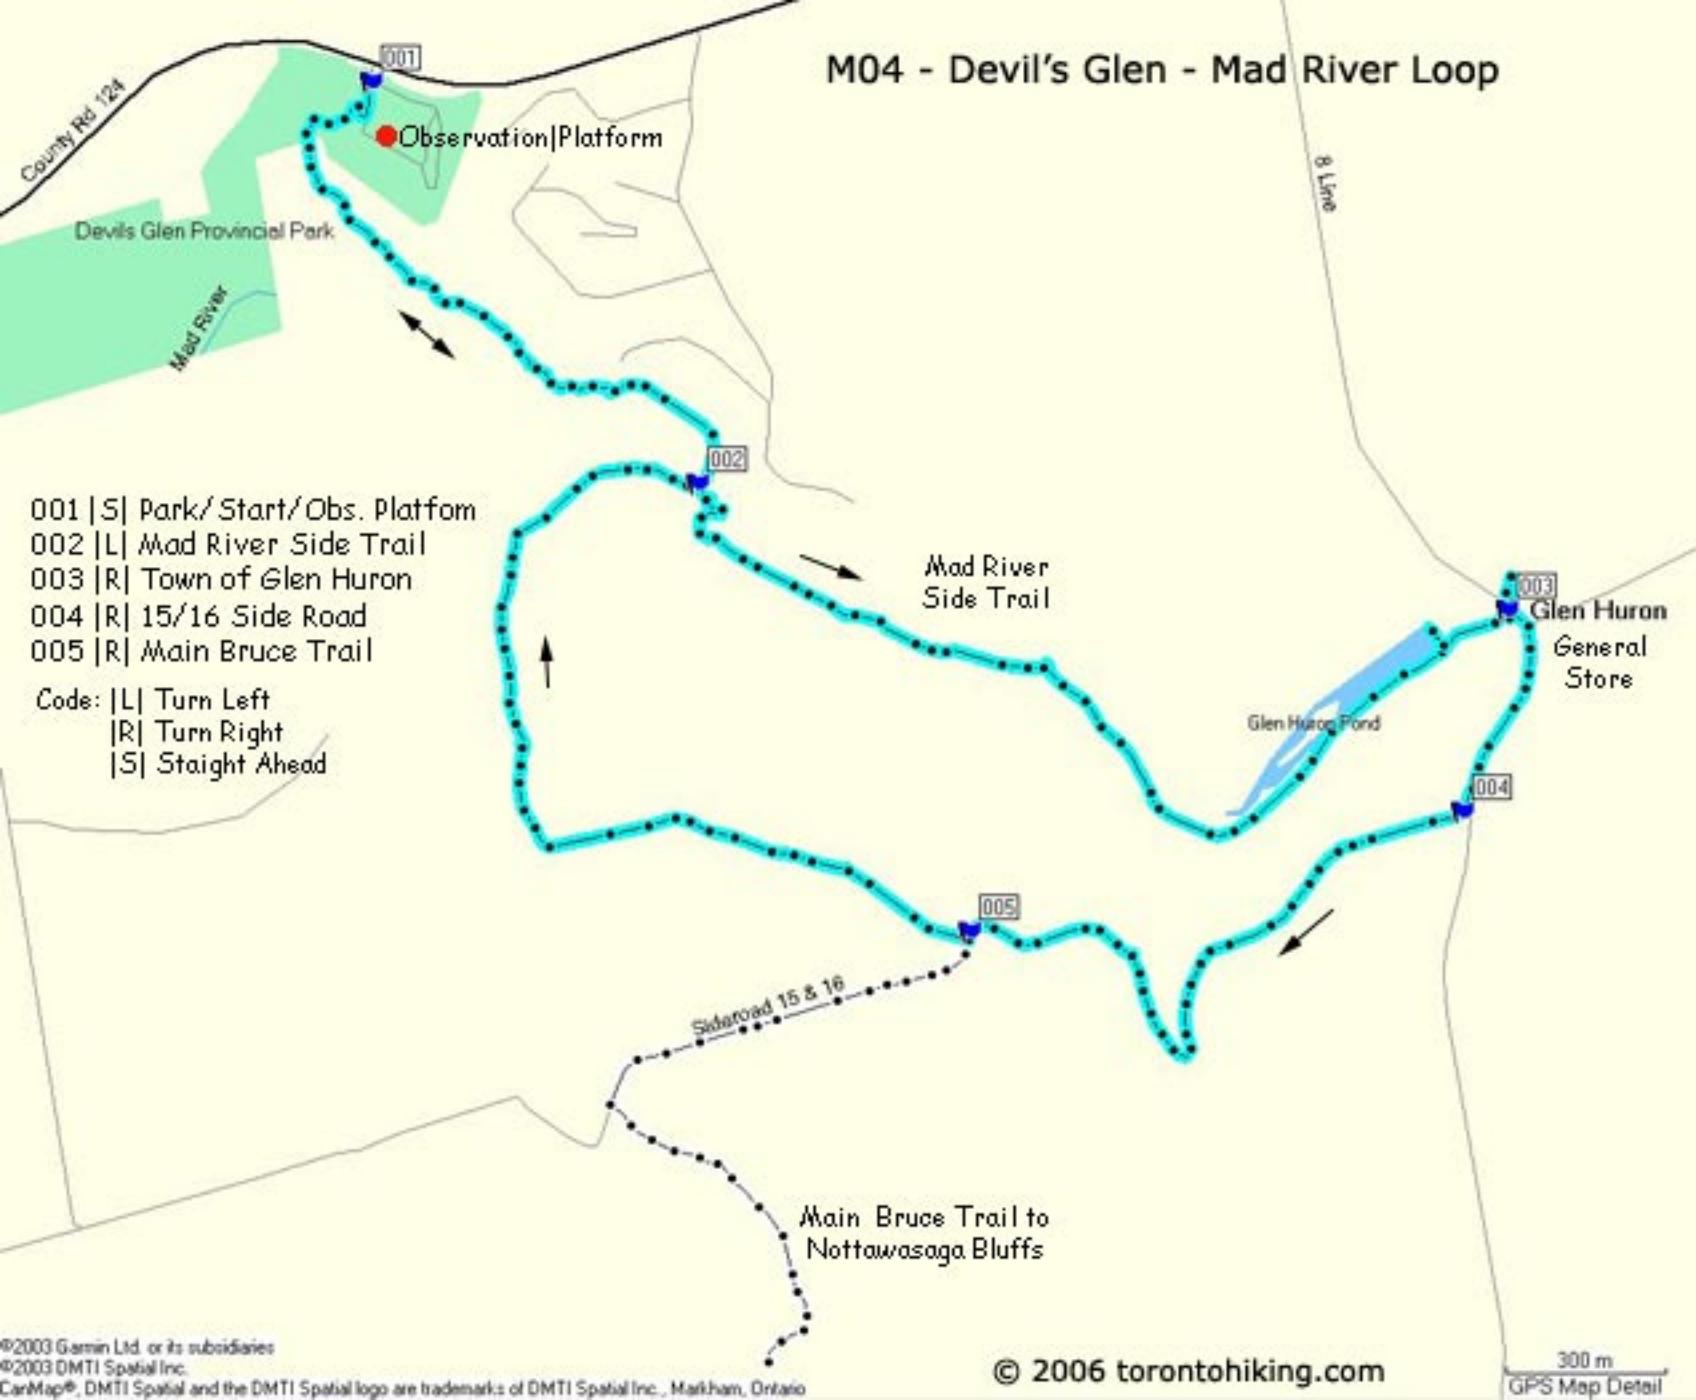 001
M04 - Devil's Glen - Mad River Loop
County Rd 124
Observation|Platform
8 Line
Devils Glen Provincial Park
Mad River
002
001 |S| Park/Start/Obs. Platfom
002 |L| Mad River Side Trail
003 |R| Town of Glen Huron
004 |R| 15/16 Side Road
005 |R| Main Bruce Trail
Code: |L| Turn Left
|R| Turn Right
|S| Staight Ahead
Mad River
Side Trail
003
Glen Huron
General
Store
Glen Huron Pond
004
005
Sideroad 15 & 16
Main Bruce Trail to
Nottawasaga Bluffs
©2003 Garmin Ltd. or its subsidiaries
©2003 DMTI Spatial Inc.
CanMap®, DMTI Spatial and the DMTI Spatial logo are trademarks of DMTI Spatial Inc., Markham, Ontario
© 2006 torontohiking.com
300 m
GPS Map Detail